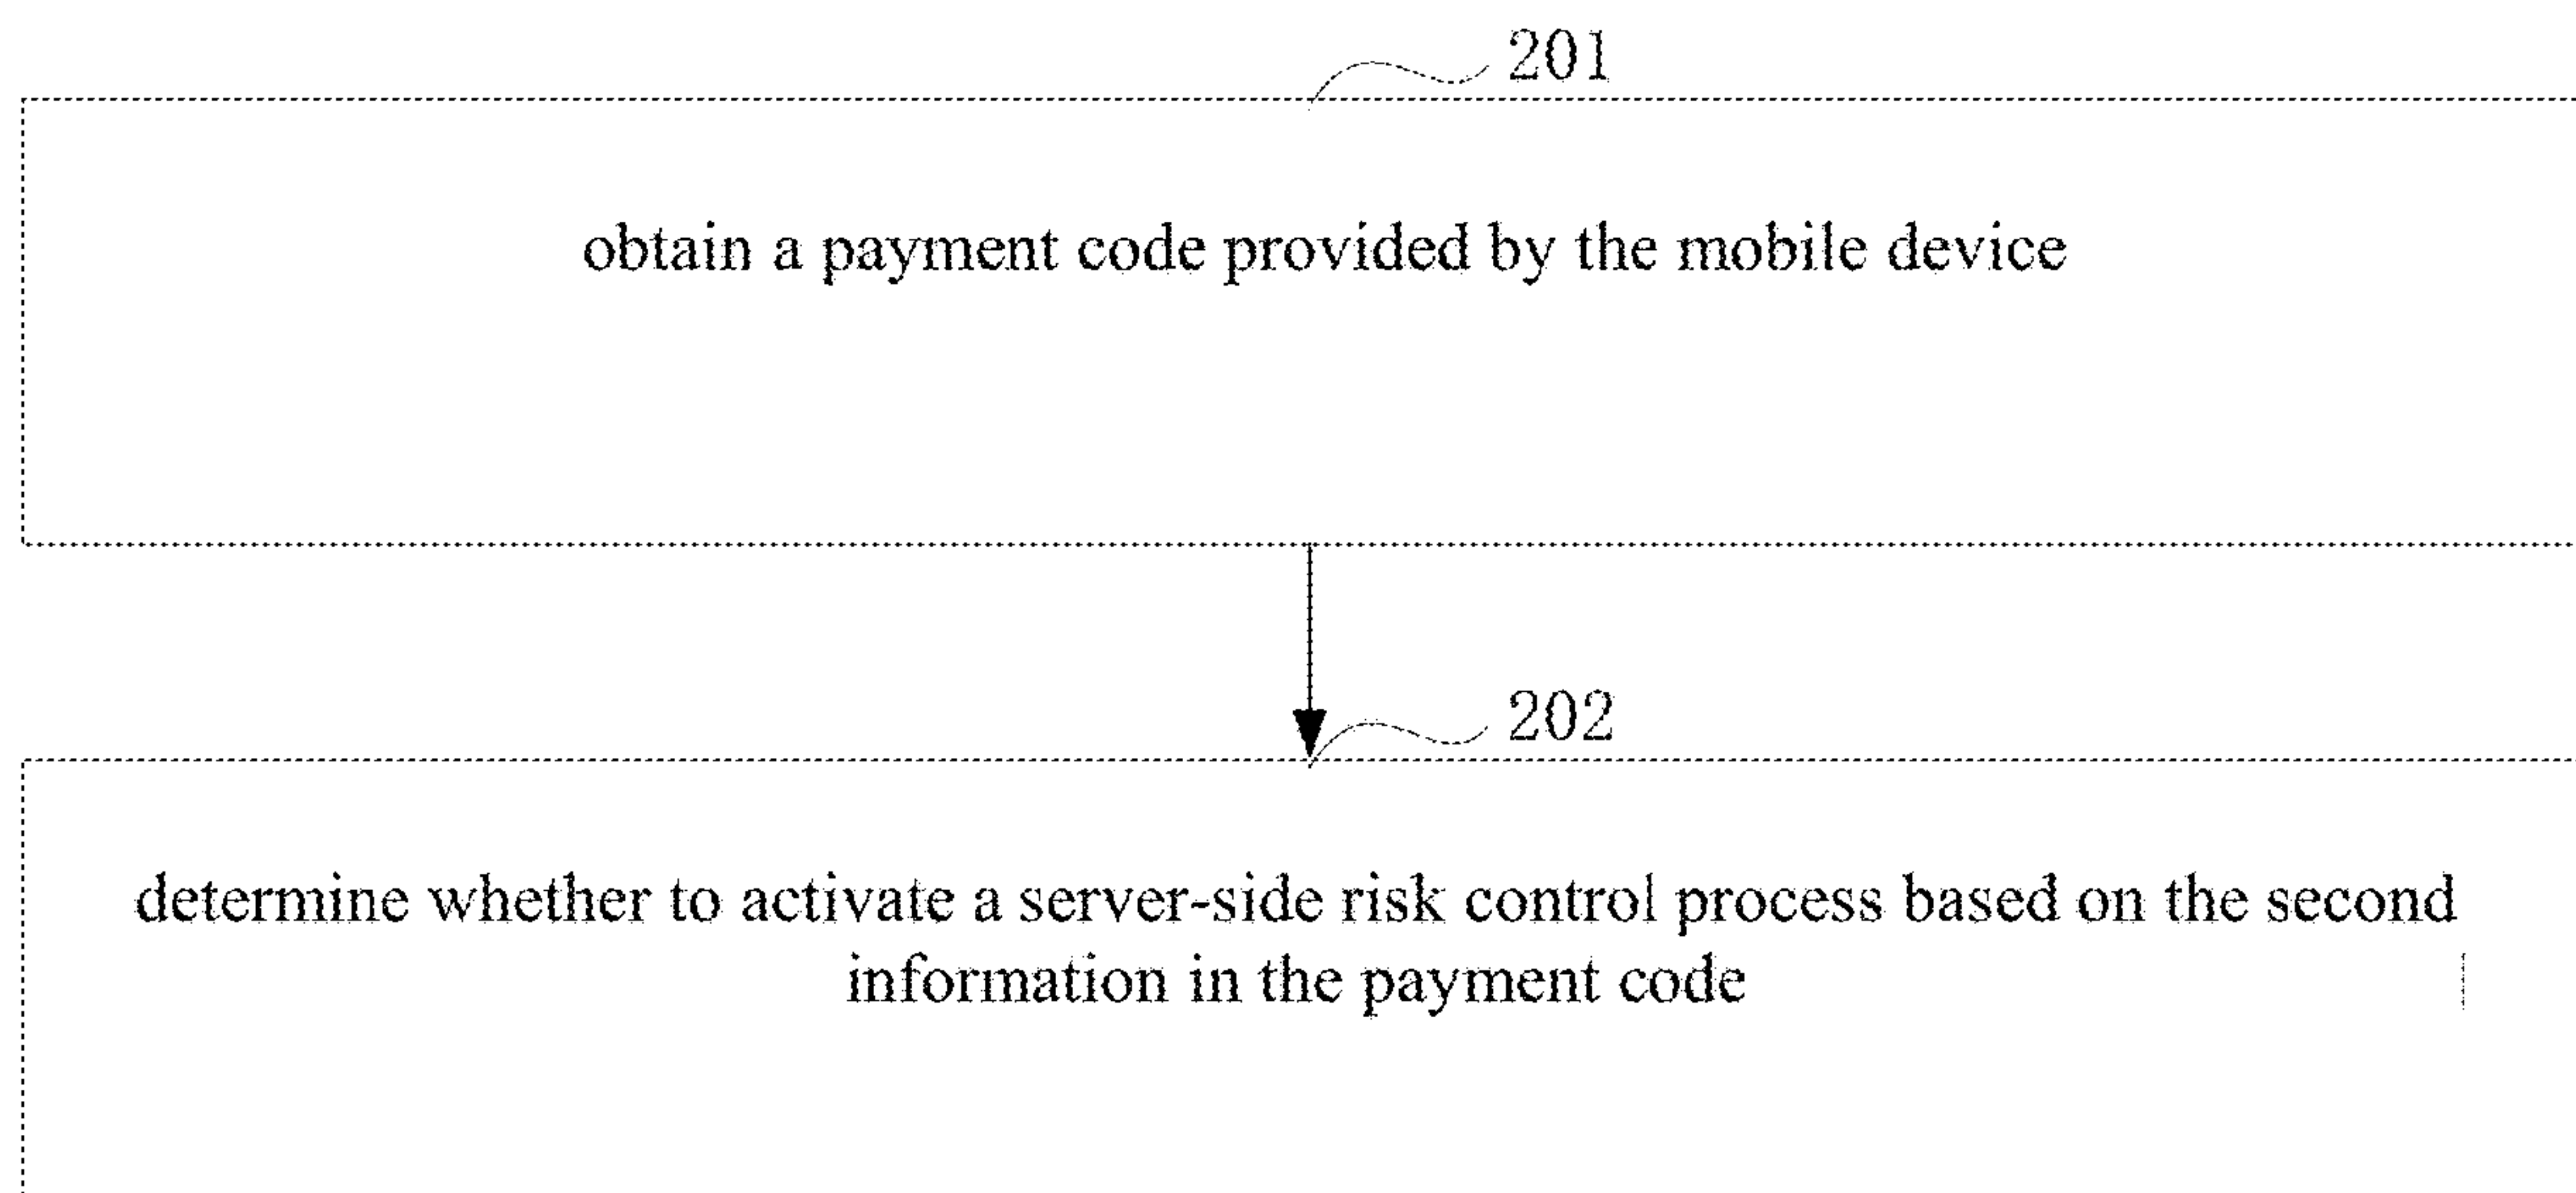 201
obtain a payment code provided by the mobile device
202
determine whether to activate a server-side risk control process based on the second
information in the payment code